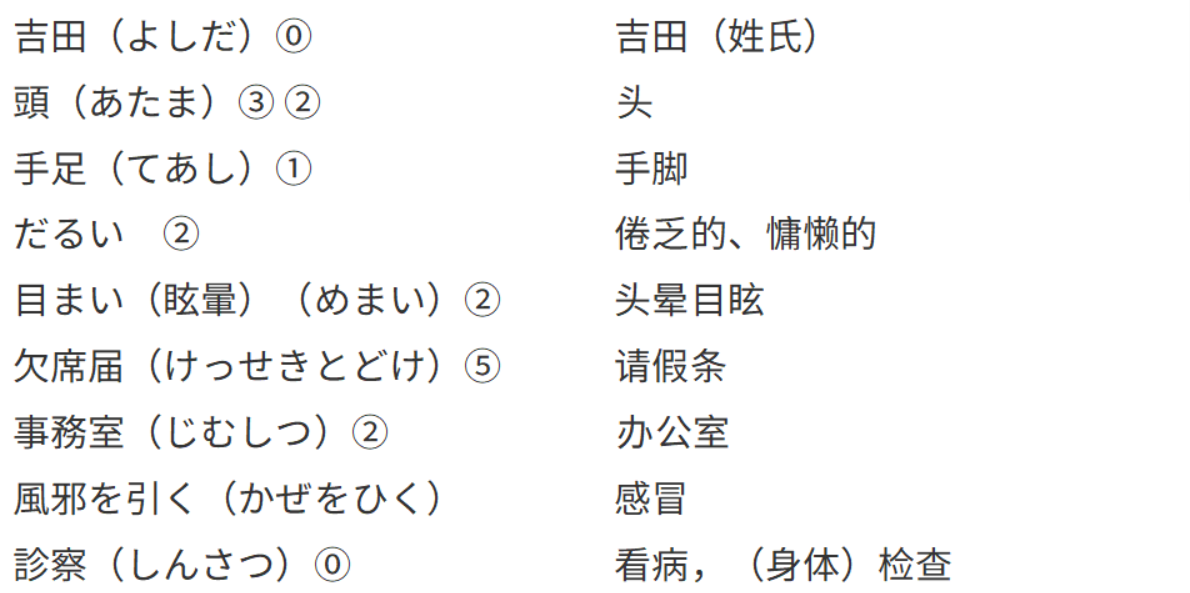 吉田（よしだ）⓪ 吉田（姓氏）
頭（あたま）③ ② 头
手足（てあし）① 手脚
だるい　② 倦乏的、慵懒的
目まい（眩暈）（めまい）② 头晕目眩
欠席届（けっせきとどけ）⑤ 请假条
事務室（じむしつ）② 办公室
風邪を引く（かぜをひく） 感冒
診察（しんさつ）⓪ 看病，（身体）检查